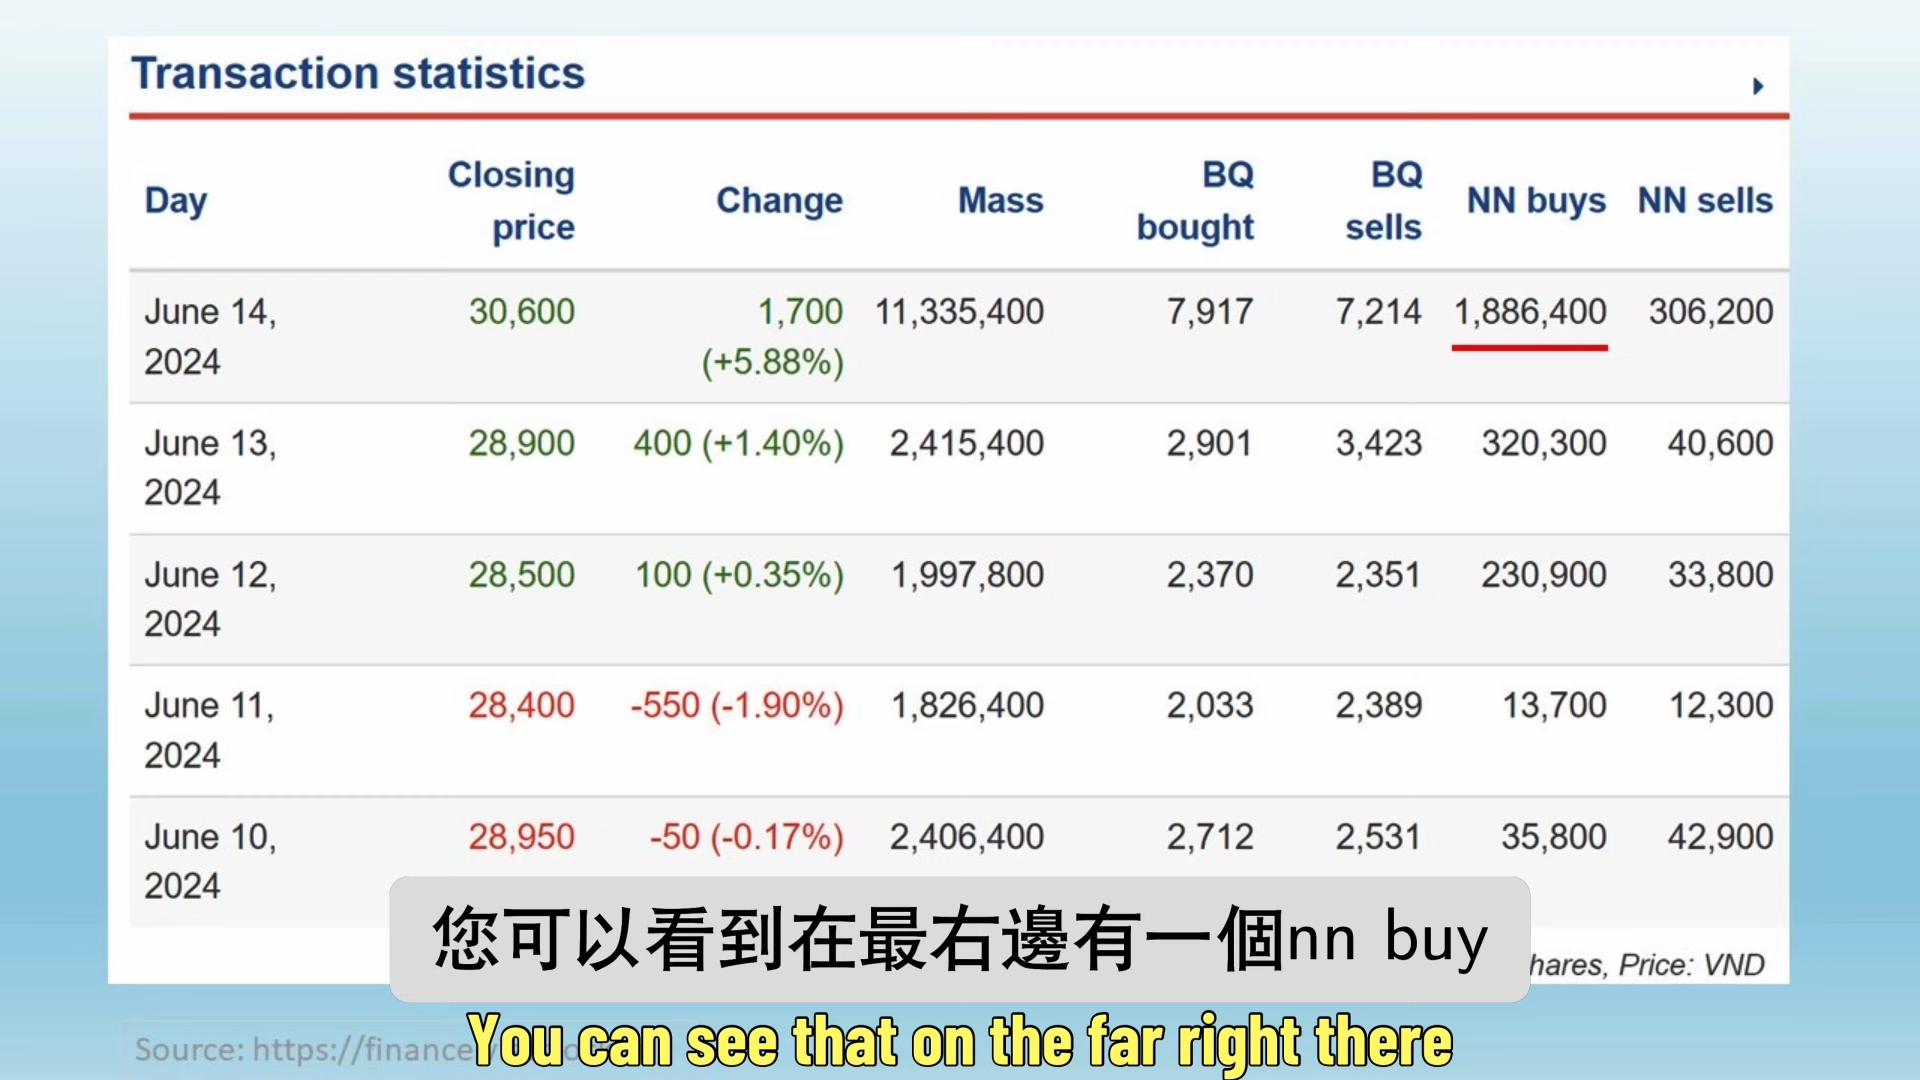 Transaction statistics
Day Closing price Change Mass BQ bought BQ sells NN buys NN sells
June 14, 2024 30,600 1,700 (+5.88%) 11,335,400 7,917 7,214 1,886,400 306,200
June 13, 2024 28,900 400 (+1.40%) 2,415,400 2,901 3,423 320,300 40,600
June 12, 2024 28,500 100 (+0.35%) 1,997,800 2,370 2,351 230,900 33,800
June 11, 2024 28,400 -550 (-1.90%) 1,826,400 2,033 2,389 13,700 12,300
June 10, 2024 28,950 -50 (-0.17%) 2,406,400 2,712 2,531 35,800 42,900
您可以看到在最右邊有一個nn buy
Price: VND
Source: https://finance
You can see that on the far right there